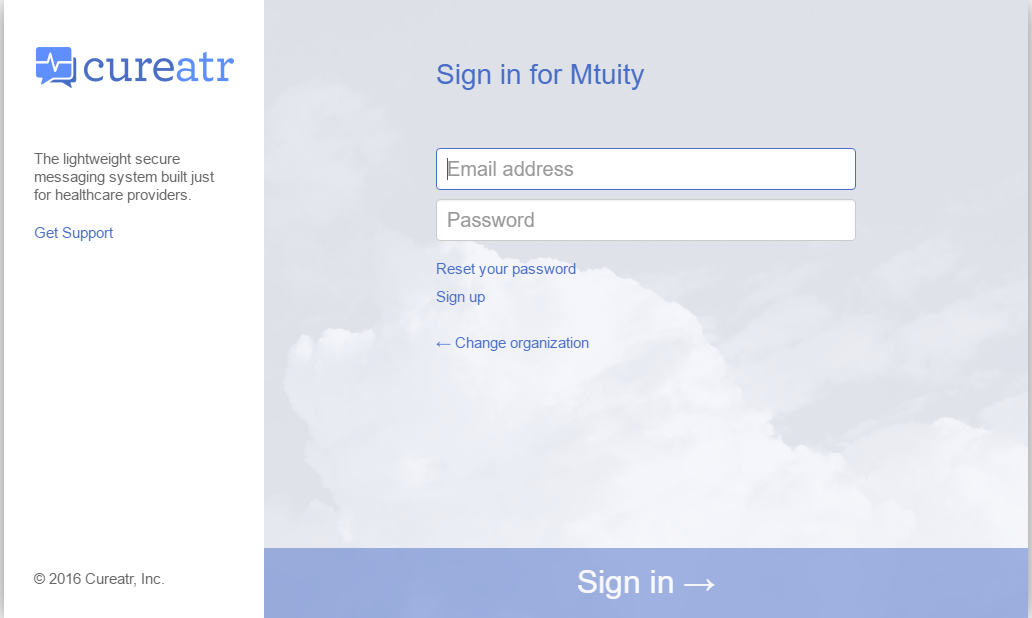 cureatr
The lightweight secure
messaging system built just
for healthcare providers.
Get Support
© 2016 Cureatr, Inc.
Sign in for Mtuity
Email address
Password
Reset your password
Sign up
← Change organization
Sign in →